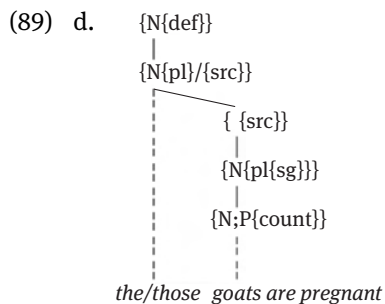 (89) d. {N{def}}
{N{pl}/{src}}
{ {src}}
{N{pl{sg}}}
{N;P{count}}
the/those goats are pregnant